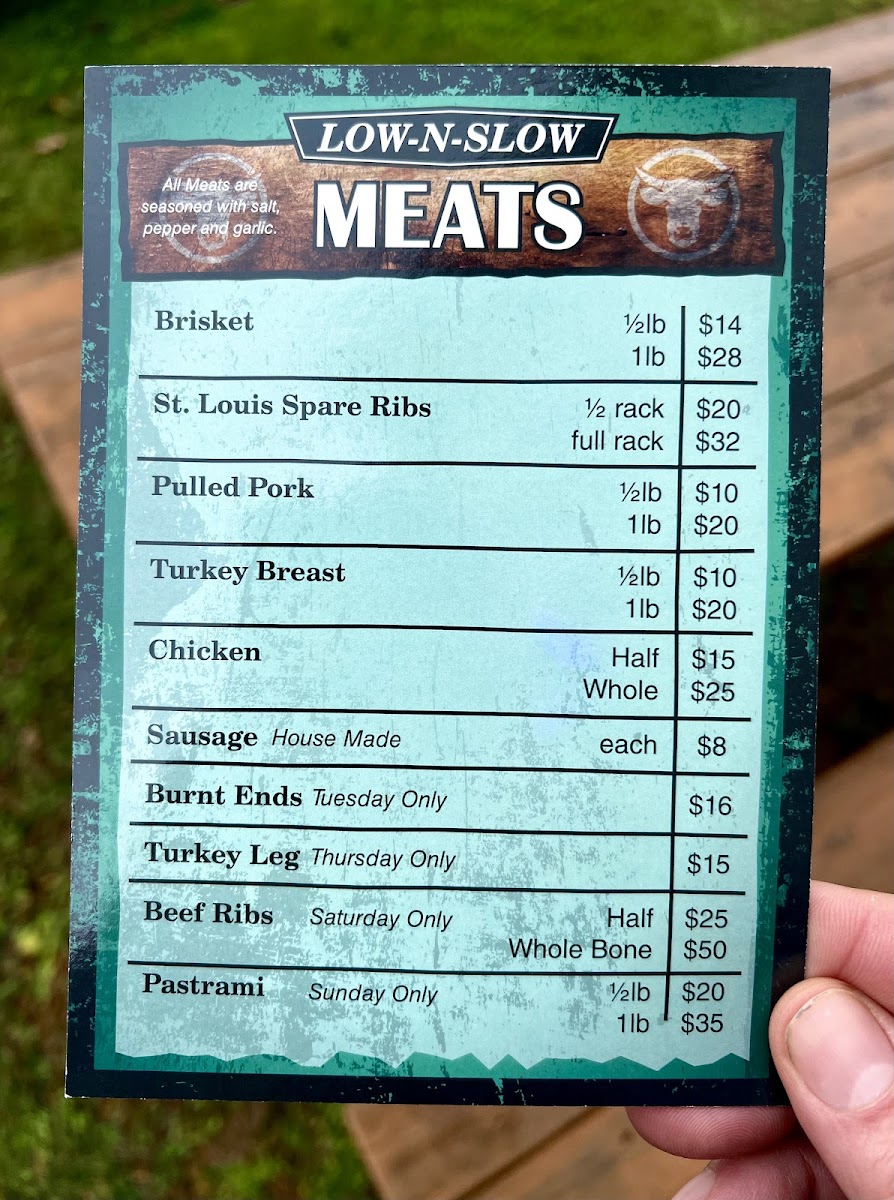 LOW-N-SLOW
MEATS
All Meats are
seasoned with salt,
pepper and garlic.
Brisket ½lb $14
1lb $28
St. Louis Spare Ribs ½ rack $20
full rack $32
Pulled Pork ½lb $10
1lb $20
Turkey Breast ½lb $10
1lb $20
Chicken Half $15
Whole $25
Sausage House Made each $8
Burnt Ends Tuesday Only $16
Turkey Leg Thursday Only $15
Beef Ribs Saturday Only Half $25
Whole Bone $50
Pastrami Sunday Only ½lb $20
1lb $35